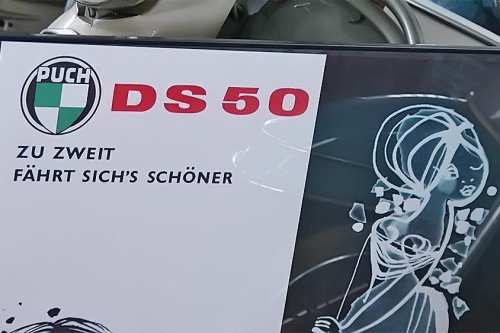 PUCH
DS 50
ZU ZWEIT
FÄHRT SICH'S SCHÖNER